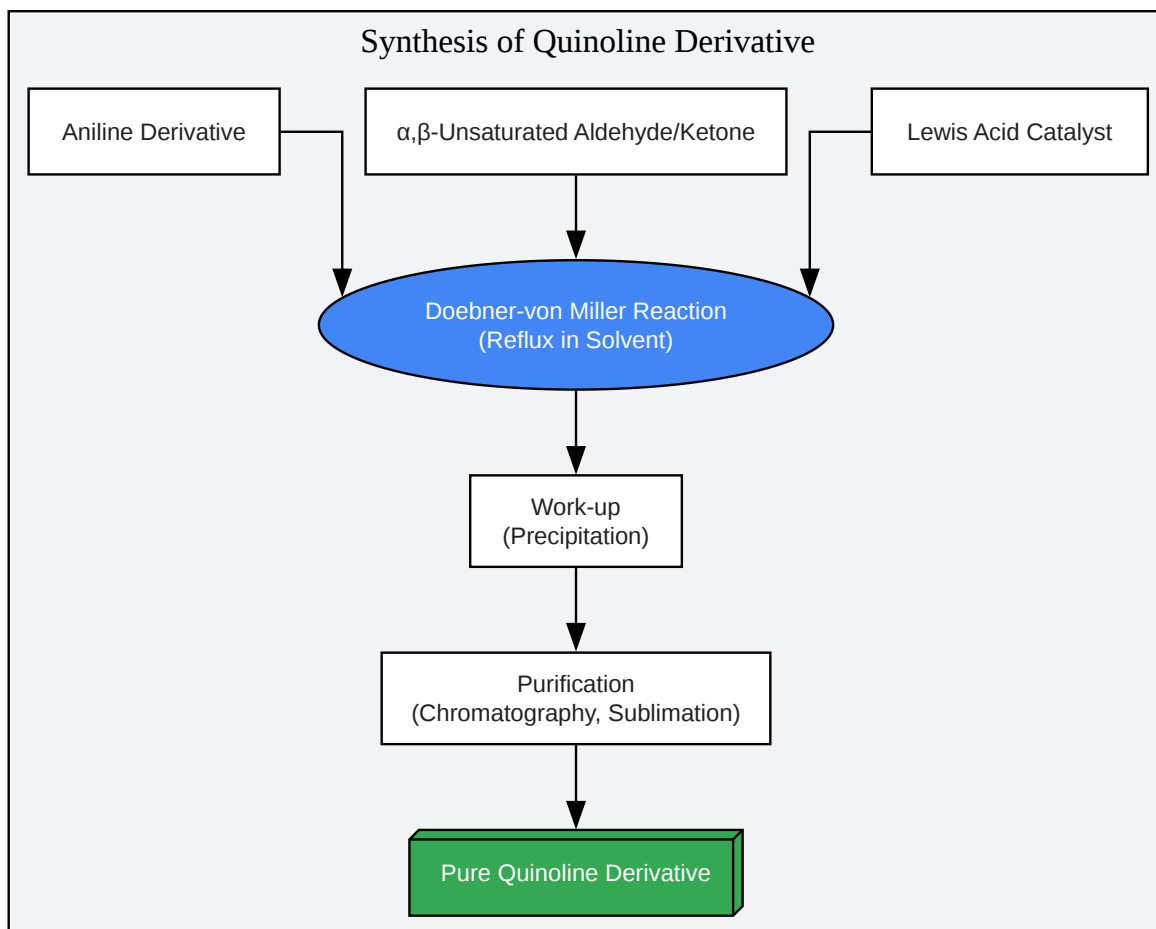 Synthesis of Quinoline Derivative
Aniline Derivative
α,β-Unsaturated Aldehyde/Ketone
Lewis Acid Catalyst
Doebner-von Miller Reaction
(Reflux in Solvent)
Work-up
(Precipitation)
Purification
(Chromatography, Sublimation)
Pure Quinoline Derivative